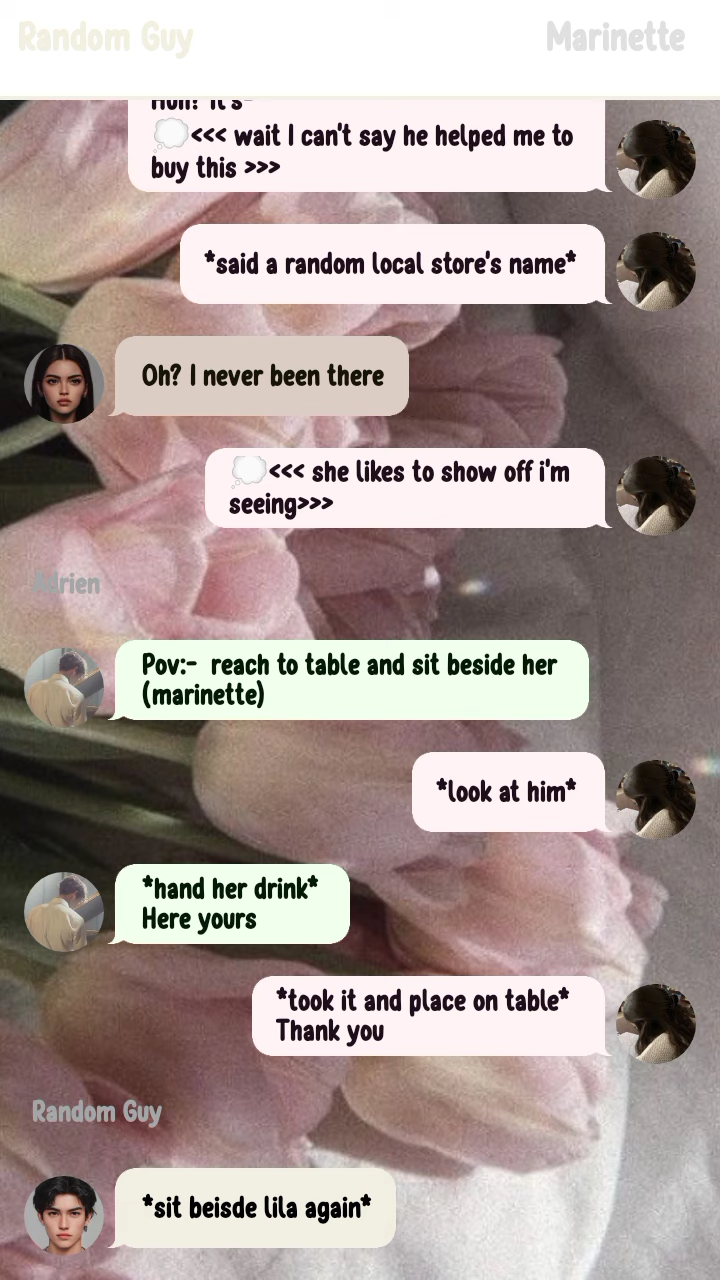 Random Guy
Marinette
Huh? it's-
<<< wait I can't say he helped me to
buy this >>>
*said a random local store's name*
Oh? I never been there
<<< she likes to show off i'm
seeing>>>
Adrien
Pov:- reach to table and sit beside her
(marinette)
*look at him*
*hand her drink*
Here yours
*took it and place on table*
Thank you
Random Guy
*sit beisde lila again*